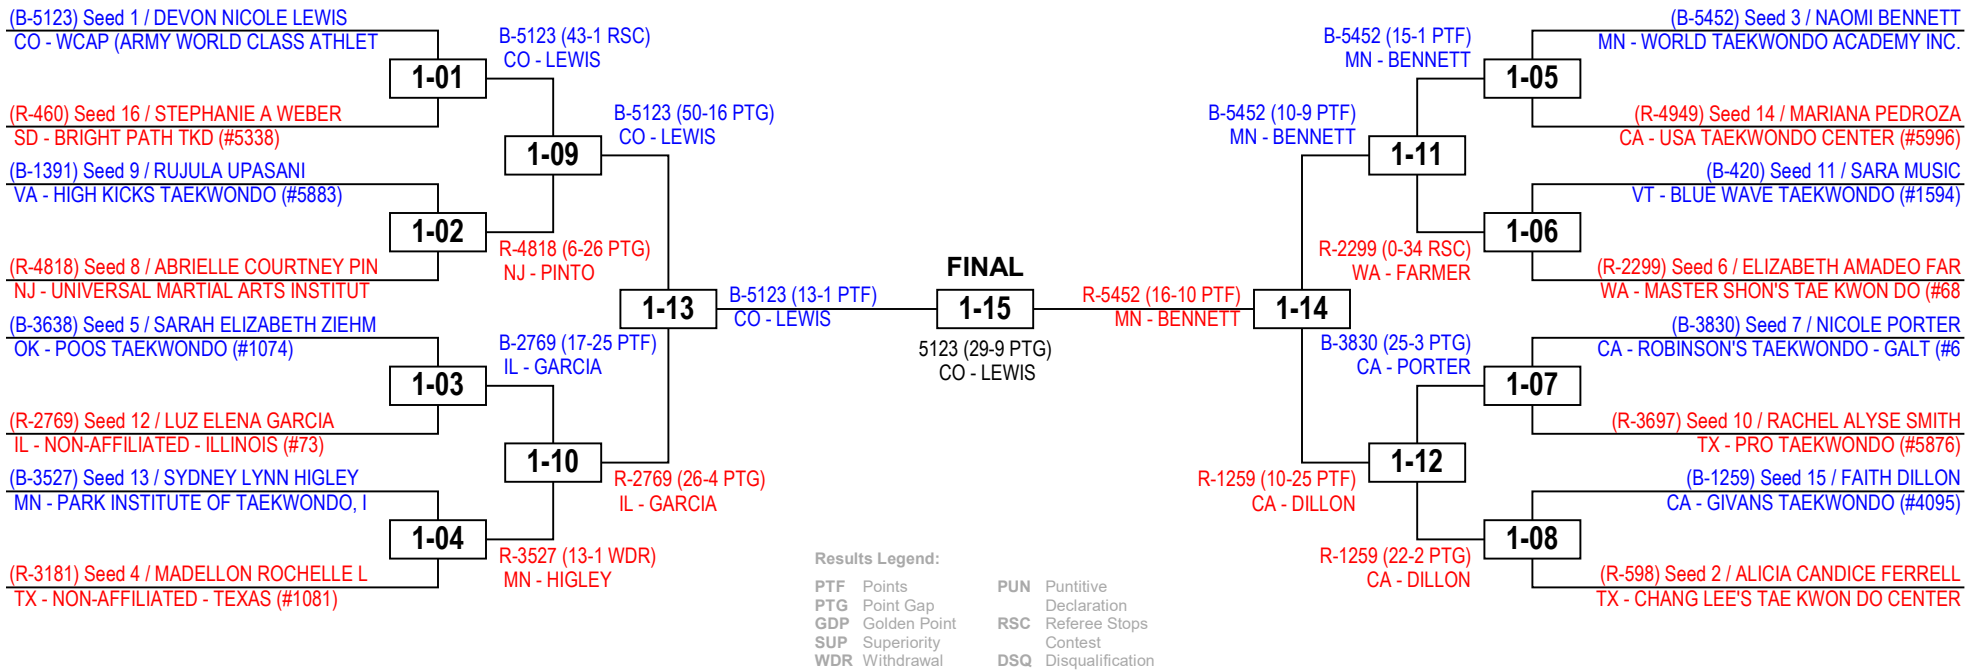 (B-5123) Seed 1 / DEVON NICOLE LEWIS
CO - WCAP (ARMY WORLD CLASS ATHLET
1-01
(R-460) Seed 16 / STEPHANIE A WEBER
SD - BRIGHT PATH TKD (#5338)
(B-1391) Seed 9 / RUJULA UPASANI
VA - HIGH KICKS TAEKWONDO (#5883)
1-02
(R-4818) Seed 8 / ABRIELLE COURTNEY PIN
NJ - UNIVERSAL MARTIAL ARTS INSTITUT
(B-3638) Seed 5 / SARAH ELIZABETH ZIEHM
OK - POOS TAEKWONDO (#1074)
1-03
(R-2769) Seed 12 / LUZ ELENA GARCIA
IL - NON-AFFILIATED - ILLINOIS (#73)
(B-3527) Seed 13 / SYDNEY LYNN HIGLEY
MN - PARK INSTITUTE OF TAEKWONDO, I
1-04
(R-3181) Seed 4 / MADELLON ROCHELLE L
TX - NON-AFFILIATED - TEXAS (#1081)
B-5123 (43-1 RSC)
CO - LEWIS
1-09
R-4818 (6-26 PTG)
NJ - PINTO
B-2769 (17-25 PTF)
IL - GARCIA
1-10
R-3527 (13-1 WDR)
MN - HIGLEY
B-5123 (50-16 PTG)
CO - LEWIS
1-13
R-2769 (26-4 PTG)
IL - GARCIA
B-5123 (13-1 PTF)
CO - LEWIS
FINAL
1-15
5123 (29-9 PTG)
CO - LEWIS
R-5452 (16-10 PTF)
MN - BENNETT
B-5452 (10-9 PTF)
MN - BENNETT
1-14
R-1259 (10-25 PTF)
CA - DILLON
B-5452 (15-1 PTF)
MN - BENNETT
1-11
R-2299 (0-34 RSC)
WA - FARMER
B-3830 (25-3 PTG)
CA - PORTER
1-12
R-1259 (22-2 PTG)
CA - DILLON
(B-5452) Seed 3 / NAOMI BENNETT
MN - WORLD TAEKWONDO ACADEMY INC.
1-05
(R-4949) Seed 14 / MARIANA PEDROZA
CA - USA TAEKWONDO CENTER (#5996)
(B-420) Seed 11 / SARA MUSIC
VT - BLUE WAVE TAEKWONDO (#1594)
1-06
(R-2299) Seed 6 / ELIZABETH AMADEO FAR
WA - MASTER SHON'S TAE KWON DO (#68
(B-3830) Seed 7 / NICOLE PORTER
CA - ROBINSON'S TAEKWONDO - GALT (#6
1-07
(R-3697) Seed 10 / RACHEL ALYSE SMITH
TX - PRO TAEKWONDO (#5876)
(B-1259) Seed 15 / FAITH DILLON
CA - GIVANS TAEKWONDO (#4095)
1-08
(R-598) Seed 2 / ALICIA CANDICE FERRELL
TX - CHANG LEE'S TAE KWON DO CENTER
Results Legend:
PTF Points
PTG Point Gap
GDP Golden Point
SUP Superiority
WDR Withdrawal
PUN Puntitive
Declaration
RSC Referee Stops
Contest
DSQ Disqualification